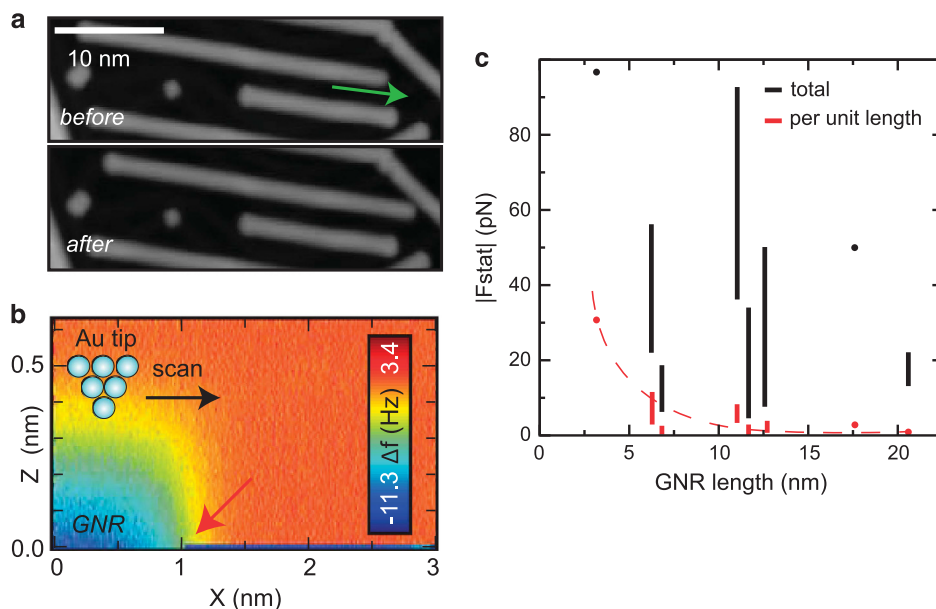 a
10 nm
before
after
b
Au tip
scan
GNR
-11.3 Δf (Hz) 3.4
0.5
0.0
Z (nm)
0 1 2 3
X (nm)
c
total
per unit length
80
60
40
20
0
|Fstat| (pN)
0 5 10 15 20
GNR length (nm)